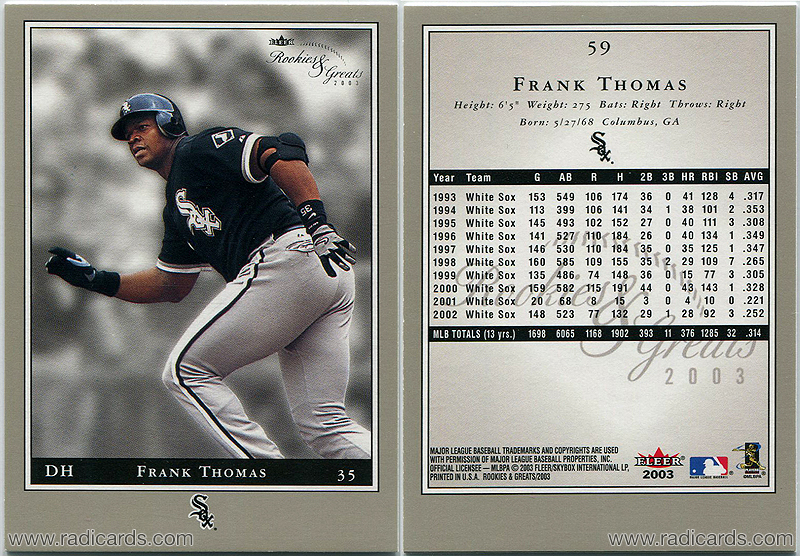 FLEER
Rookies & Greats
2003
35
DH FRANK THOMAS 35
Sox
www.radicards.com
59
FRANK THOMAS
Height: 6'5" Weight: 275 Bats: Right Throws: Right
Born: 5/27/68 Columbus, GA
Sox
Year Team G AB R H 2B 3B HR RBI SB AVG
1993 White Sox 153 549 106 174 36 0 41 128 4 .317
1994 White Sox 113 399 106 141 34 1 38 101 2 .353
1995 White Sox 145 493 102 152 27 0 40 111 3 .308
1996 White Sox 141 527 110 184 26 0 40 134 1 .349
1997 White Sox 146 530 110 184 35 0 35 125 1 .347
1998 White Sox 160 585 109 155 35 2 29 109 7 .265
1999 White Sox 135 486 74 148 36 0 15 77 3 .305
2000 White Sox 159 582 115 191 44 0 43 143 1 .328
2001 White Sox 20 68 8 15 3 0 4 10 0 .221
2002 White Sox 148 523 77 132 29 1 28 92 3 .252
MLB TOTALS (13 yrs.) 1698 6065 1168 1902 393 11 376 1285 32 .314
Rookies & Greats
2003
MAJOR LEAGUE BASEBALL TRADEMARKS AND COPYRIGHTS ARE USED
WITH PERMISSION OF MAJOR LEAGUE BASEBALL PROPERTIES, INC.
OFFICIAL LICENSEE — MLBPA © 2003 FLEER/SKYBOX INTERNATIONAL LP,
PRINTED IN U.S.A. ROOKIES & GREATS/2003
FLEER
2003
MAJOR LEAGUE BASEBALL
PLAYERS
©MLBPA
www.radicards.com